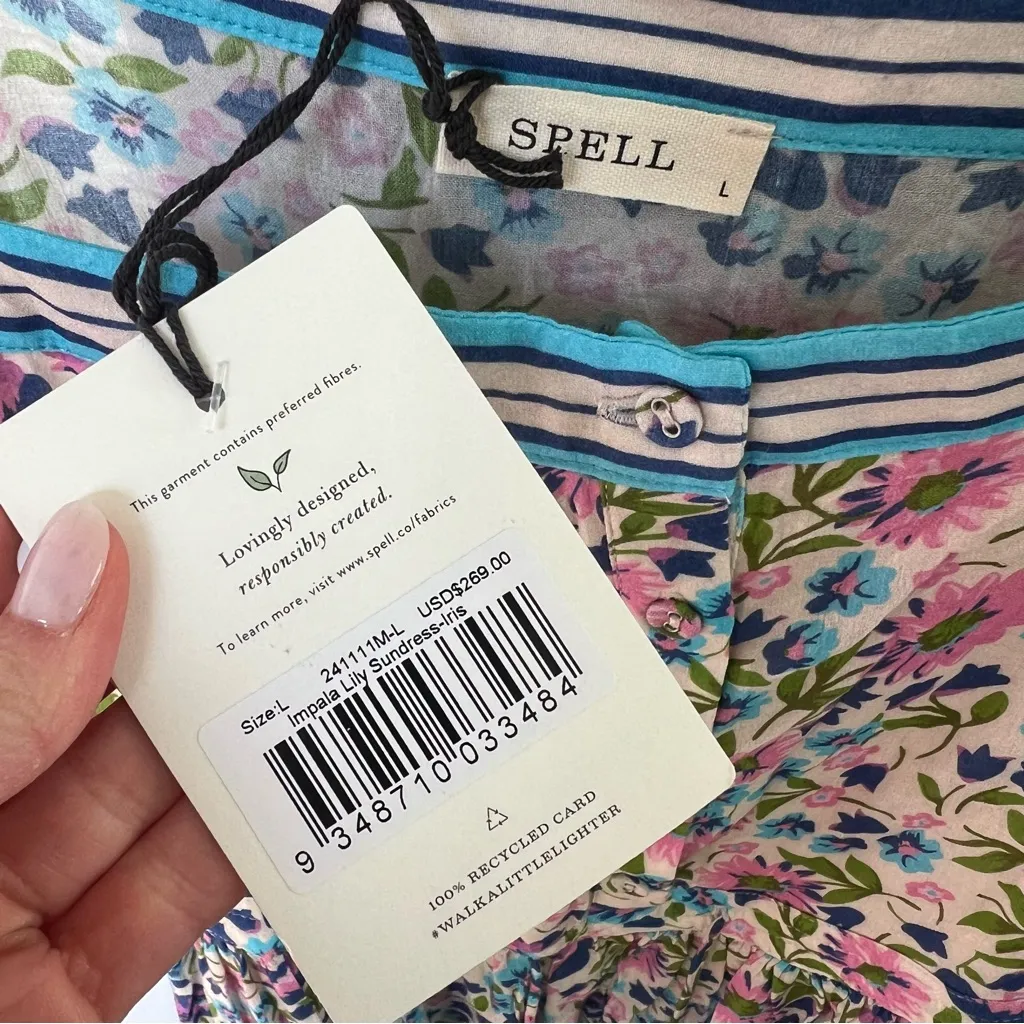 SPELL
L
This garment contains preferred fibres.
Lovingly designed,
responsibly created.
To learn more, visit www.spell.co/fabrics
241111M-L USD$269.00
Size:L Impala Lily Sundress-Iris
9 348710 033484
100% RECYCLED CARD
#WALKALITTLELIGHTER